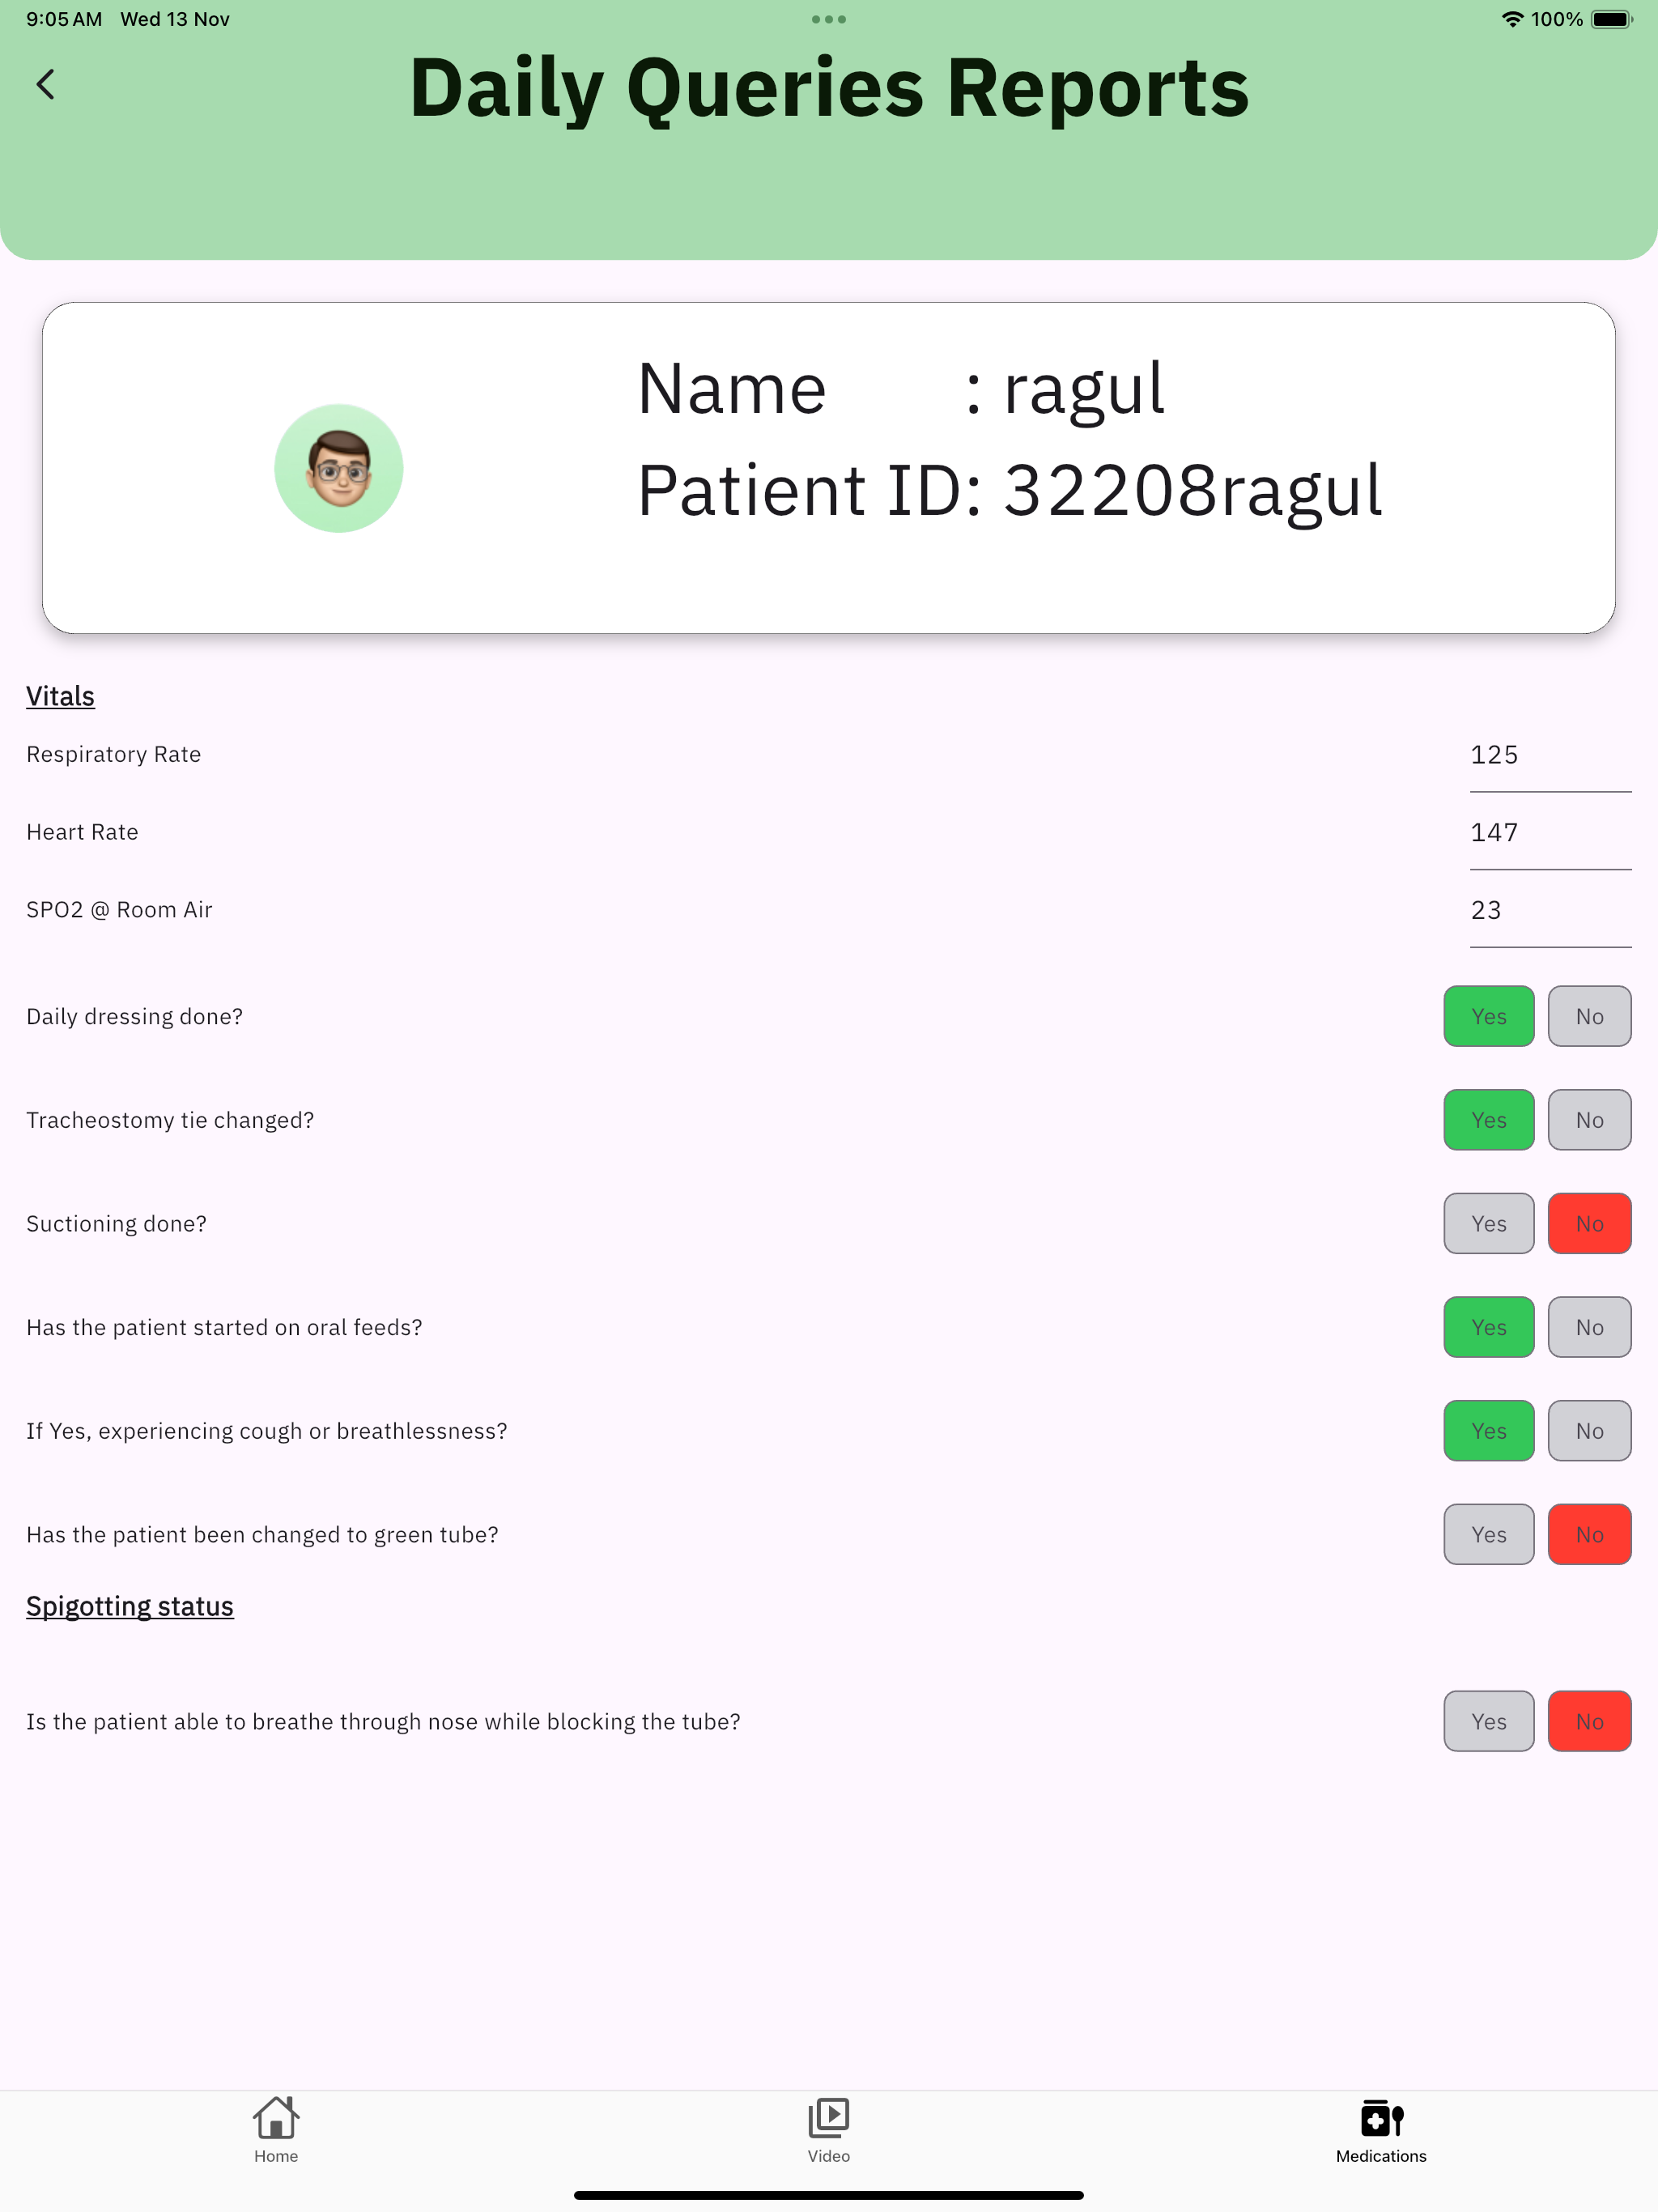 9:05 AM Wed 13 Nov 100%
Daily Queries Reports
Name : ragul
Patient ID: 32208ragul
Vitals
Respiratory Rate 125
Heart Rate 147
SPO2 @ Room Air 23
Daily dressing done? Yes No
Tracheostomy tie changed? Yes No
Suctioning done? Yes No
Has the patient started on oral feeds? Yes No
If Yes, experiencing cough or breathlessness? Yes No
Has the patient been changed to green tube? Yes No
Spigotting status
Is the patient able to breathe through nose while blocking the tube? Yes No
Home Video Medications